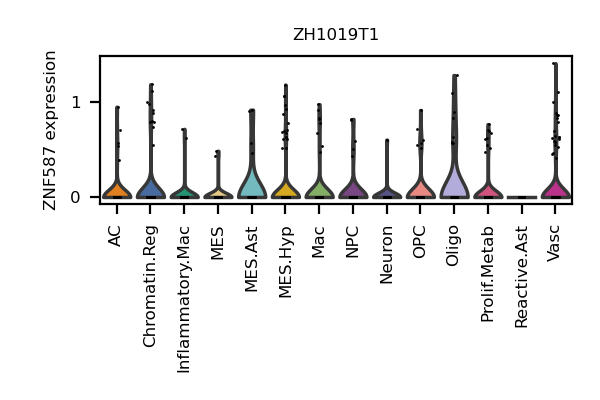 ZH1019T1
ZNF587 expression
1
0
AC
Chromatin.Reg
Inflammatory.Mac
MES
MES.Ast
MES.Hyp
Mac
NPC
Neuron
OPC
Oligo
Prolif.Metab
Reactive.Ast
Vasc